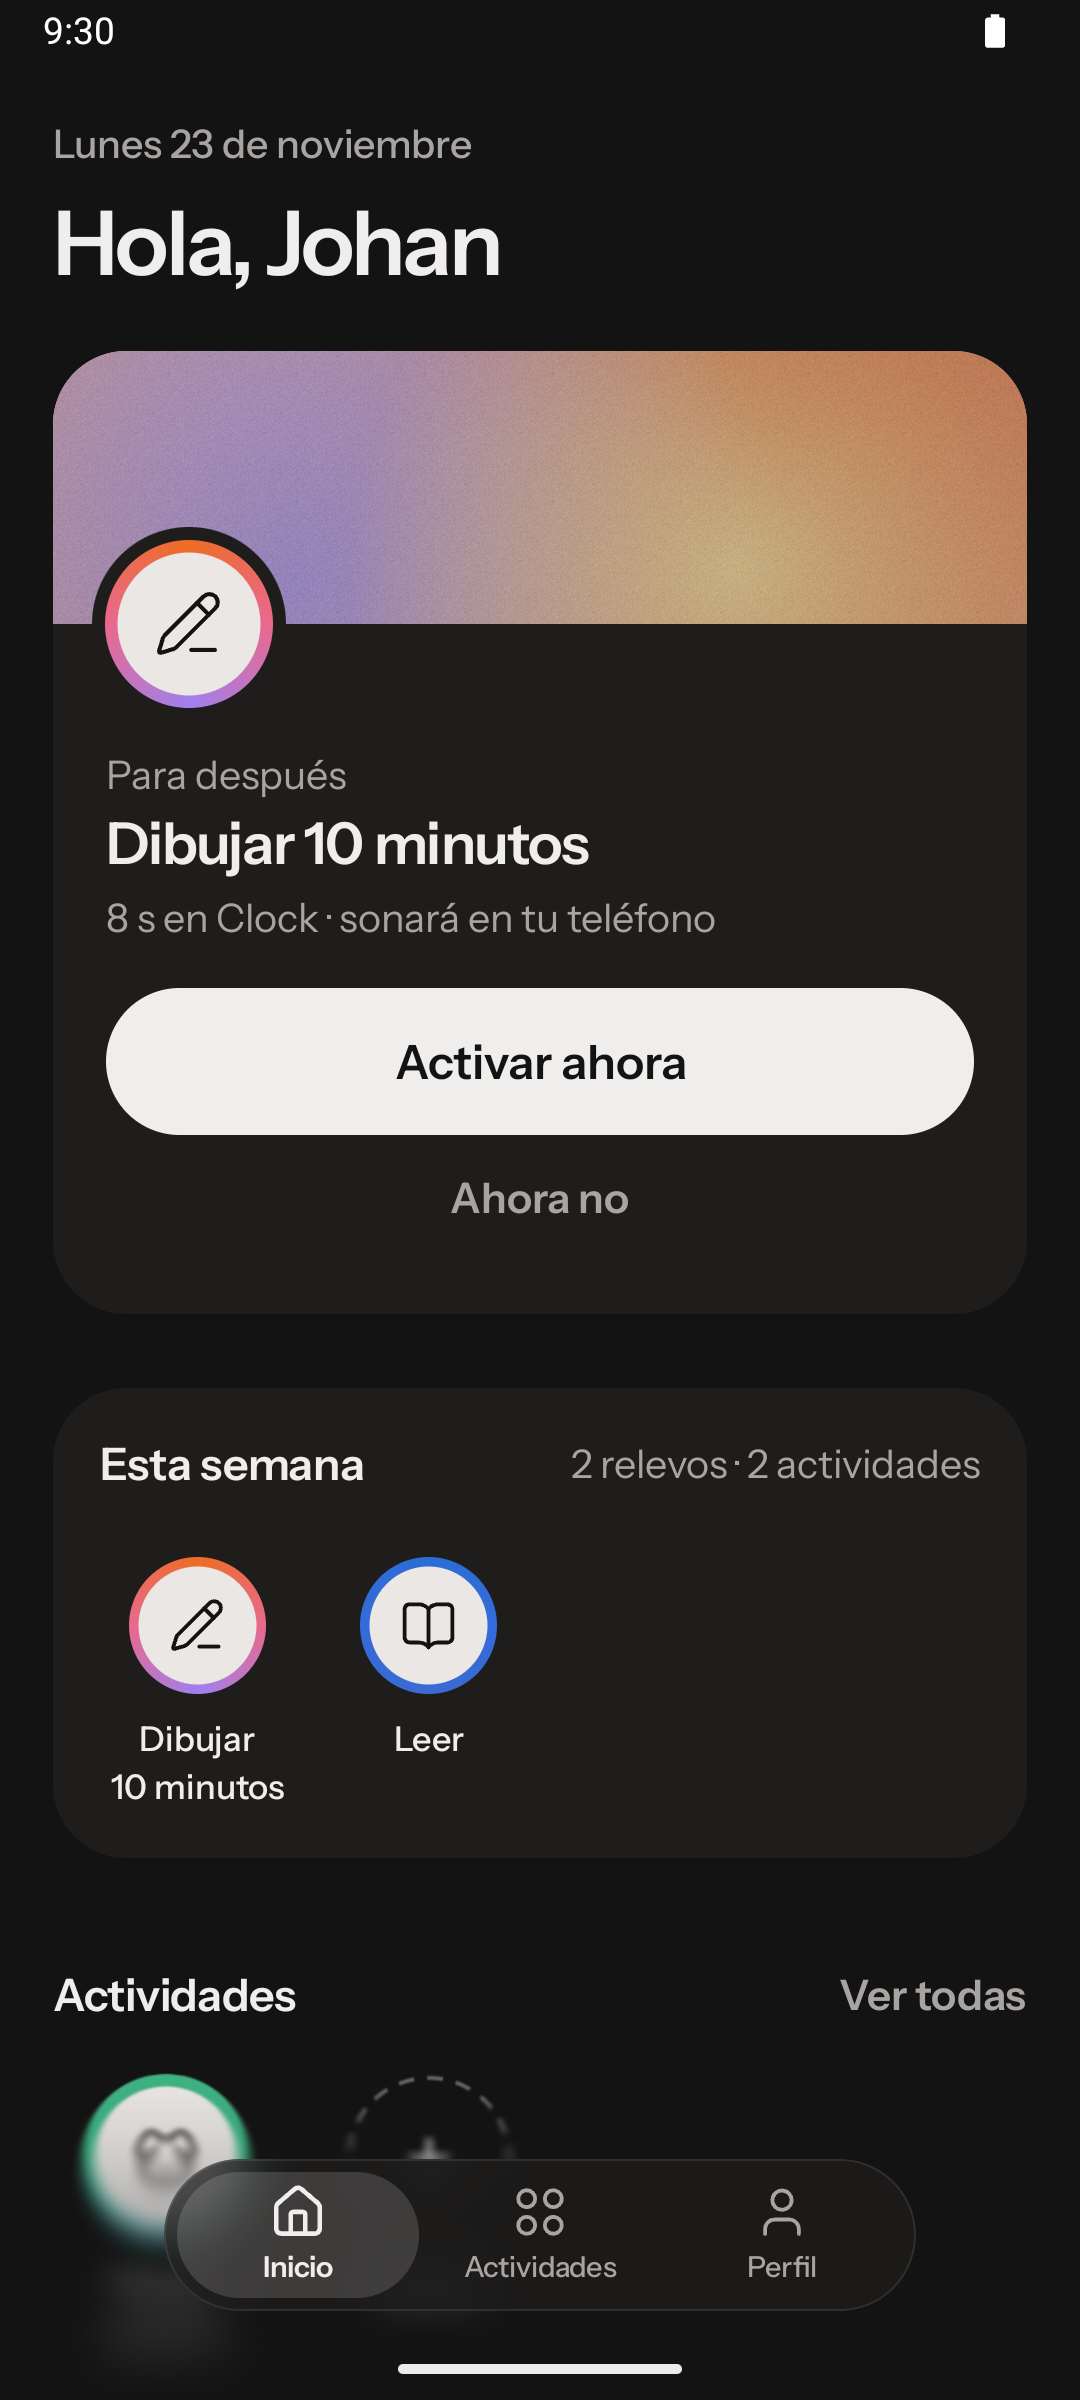 9:30
Lunes 23 de noviembre
Hola, Johan
Para después
Dibujar 10 minutos
8 s en Clock · sonará en tu teléfono
Activar ahora
Ahora no
Esta semana
2 relevos · 2 actividades
Dibujar
10 minutos
Leer
Actividades
Ver todas
Inicio
Actividades
Perfil